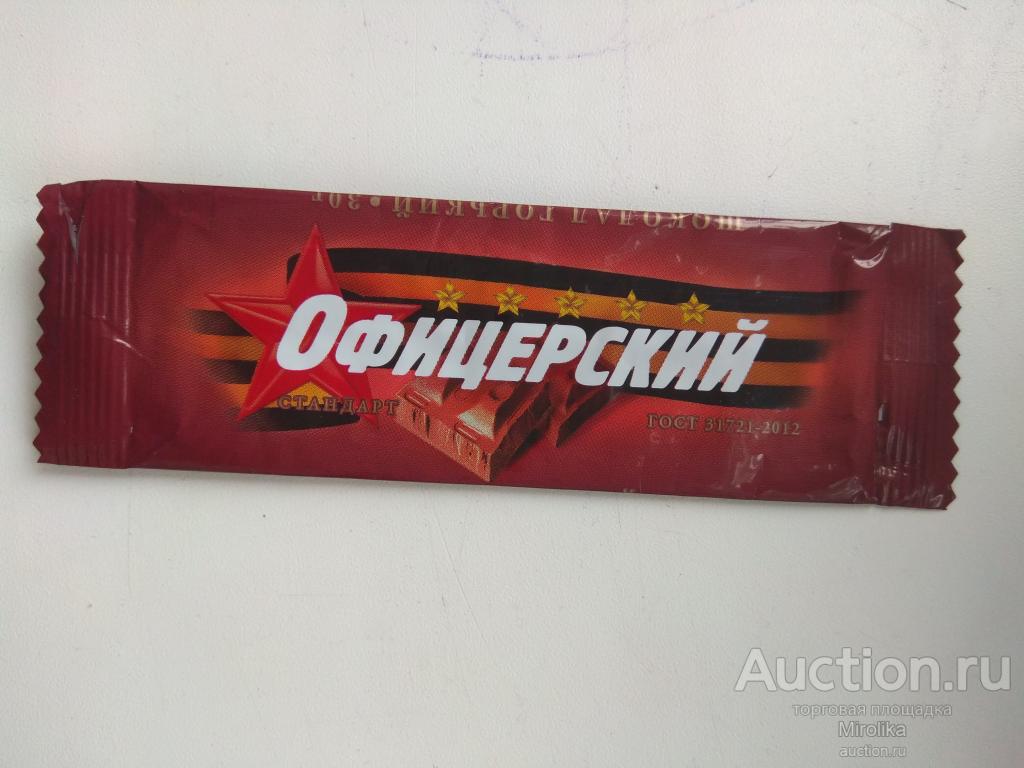 ШОКОЛАД ГОРЬКИЙ • 30г
ОФИЦЕРСКИЙ
СТАНДАРТ
ГОСТ 31721-2012
Auction.ru
торговая площадка
Mirolika
auction.ru